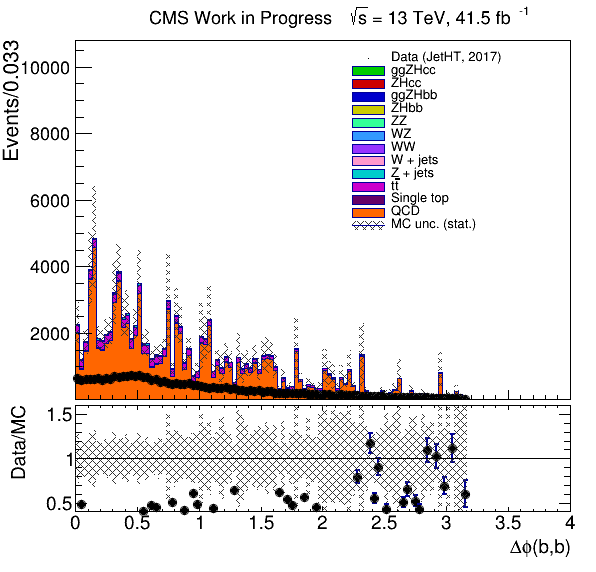 CMS Work in Progress √s = 13 TeV, 41.5 fb⁻¹
Events/0.033
10000
8000
6000
4000
2000
Data (JetHT, 2017)
ggZHcc
ZHcc
ggZHbb
ZHbb
ZZ
WZ
WW
W + jets
Z + jets
tt̄
Single top
QCD
MC unc. (stat.)
Data/MC
1.5
1
0.5
0 0.5 1 1.5 2 2.5 3 3.5 4
Δϕ(b,b)